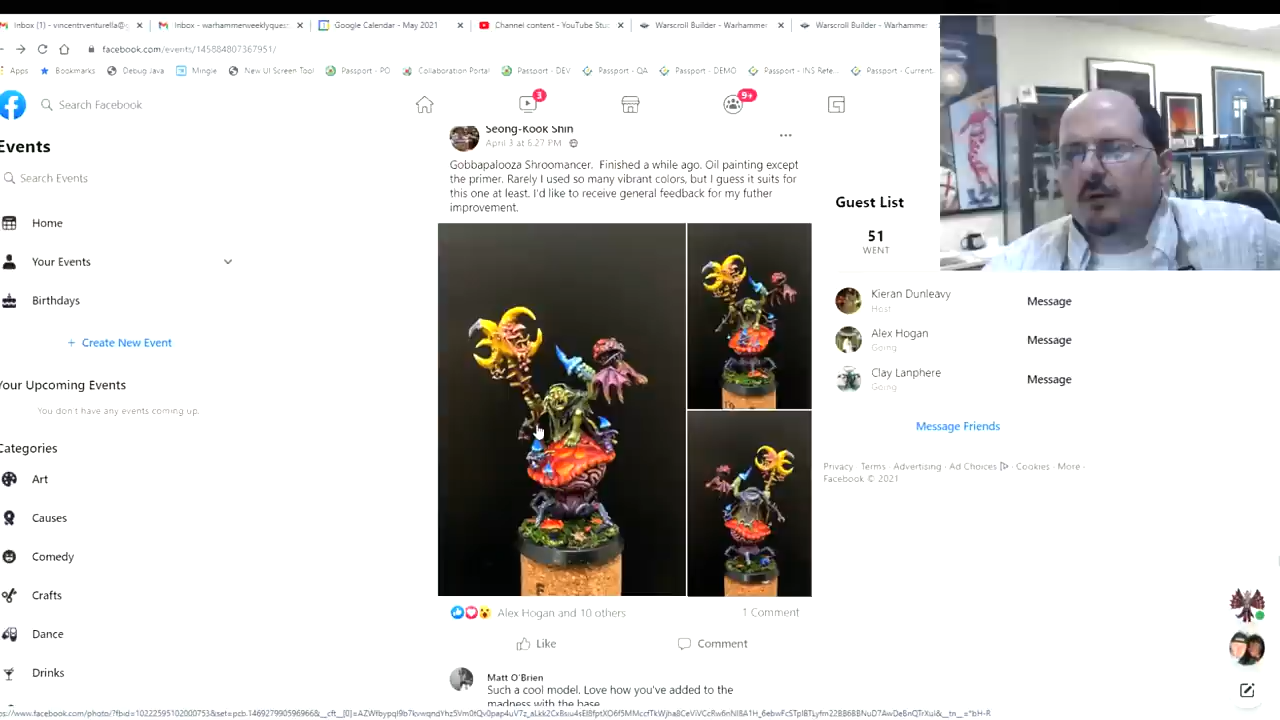 Inbox (1) - vincentrventurella@
Inbox - warhammerweeklyques
Google Calendar - May 2021
Channel content - YouTube Stu
Warscroll Builder - Warhammer
Warscroll Builder - Warhammer
facebook.com/events/145884807367951/
Apps
Bookmarks
Debug Java
Mingle
New UI Screen Tool
Passport - PO
Collaboration Portal
Passport - DEV
Passport - QA
Passport - DEMO
Passport - INS Rete...
Passport - Current.
Search Facebook
3
9+
Events
Search Events
Home
Your Events
Birthdays
+ Create New Event
Your Upcoming Events
You don't have any events coming up.
Categories
Art
Causes
Comedy
Crafts
Dance
Drinks
Seong-Kook Shin
April 3 at 6:27 PM
Gobbapalooza Shroomancer. Finished a while ago. Oil painting except
the primer. Rarely I used so many vibrant colors, but I guess it suits for
this one at least. I'd like to receive general feedback for my futher
improvement.
Alex Hogan and 10 others
1 Comment
Like
Comment
Matt O'Brien
Such a cool model. Love how you've added to the
madness with the base
Guest List
51
WENT
Kieran Dunleavy
Host
Message
Alex Hogan
Going
Message
Clay Lanphere
Going
Message
Message Friends
Privacy · Terms · Advertising · Ad Choices · Cookies · More ·
Facebook © 2021